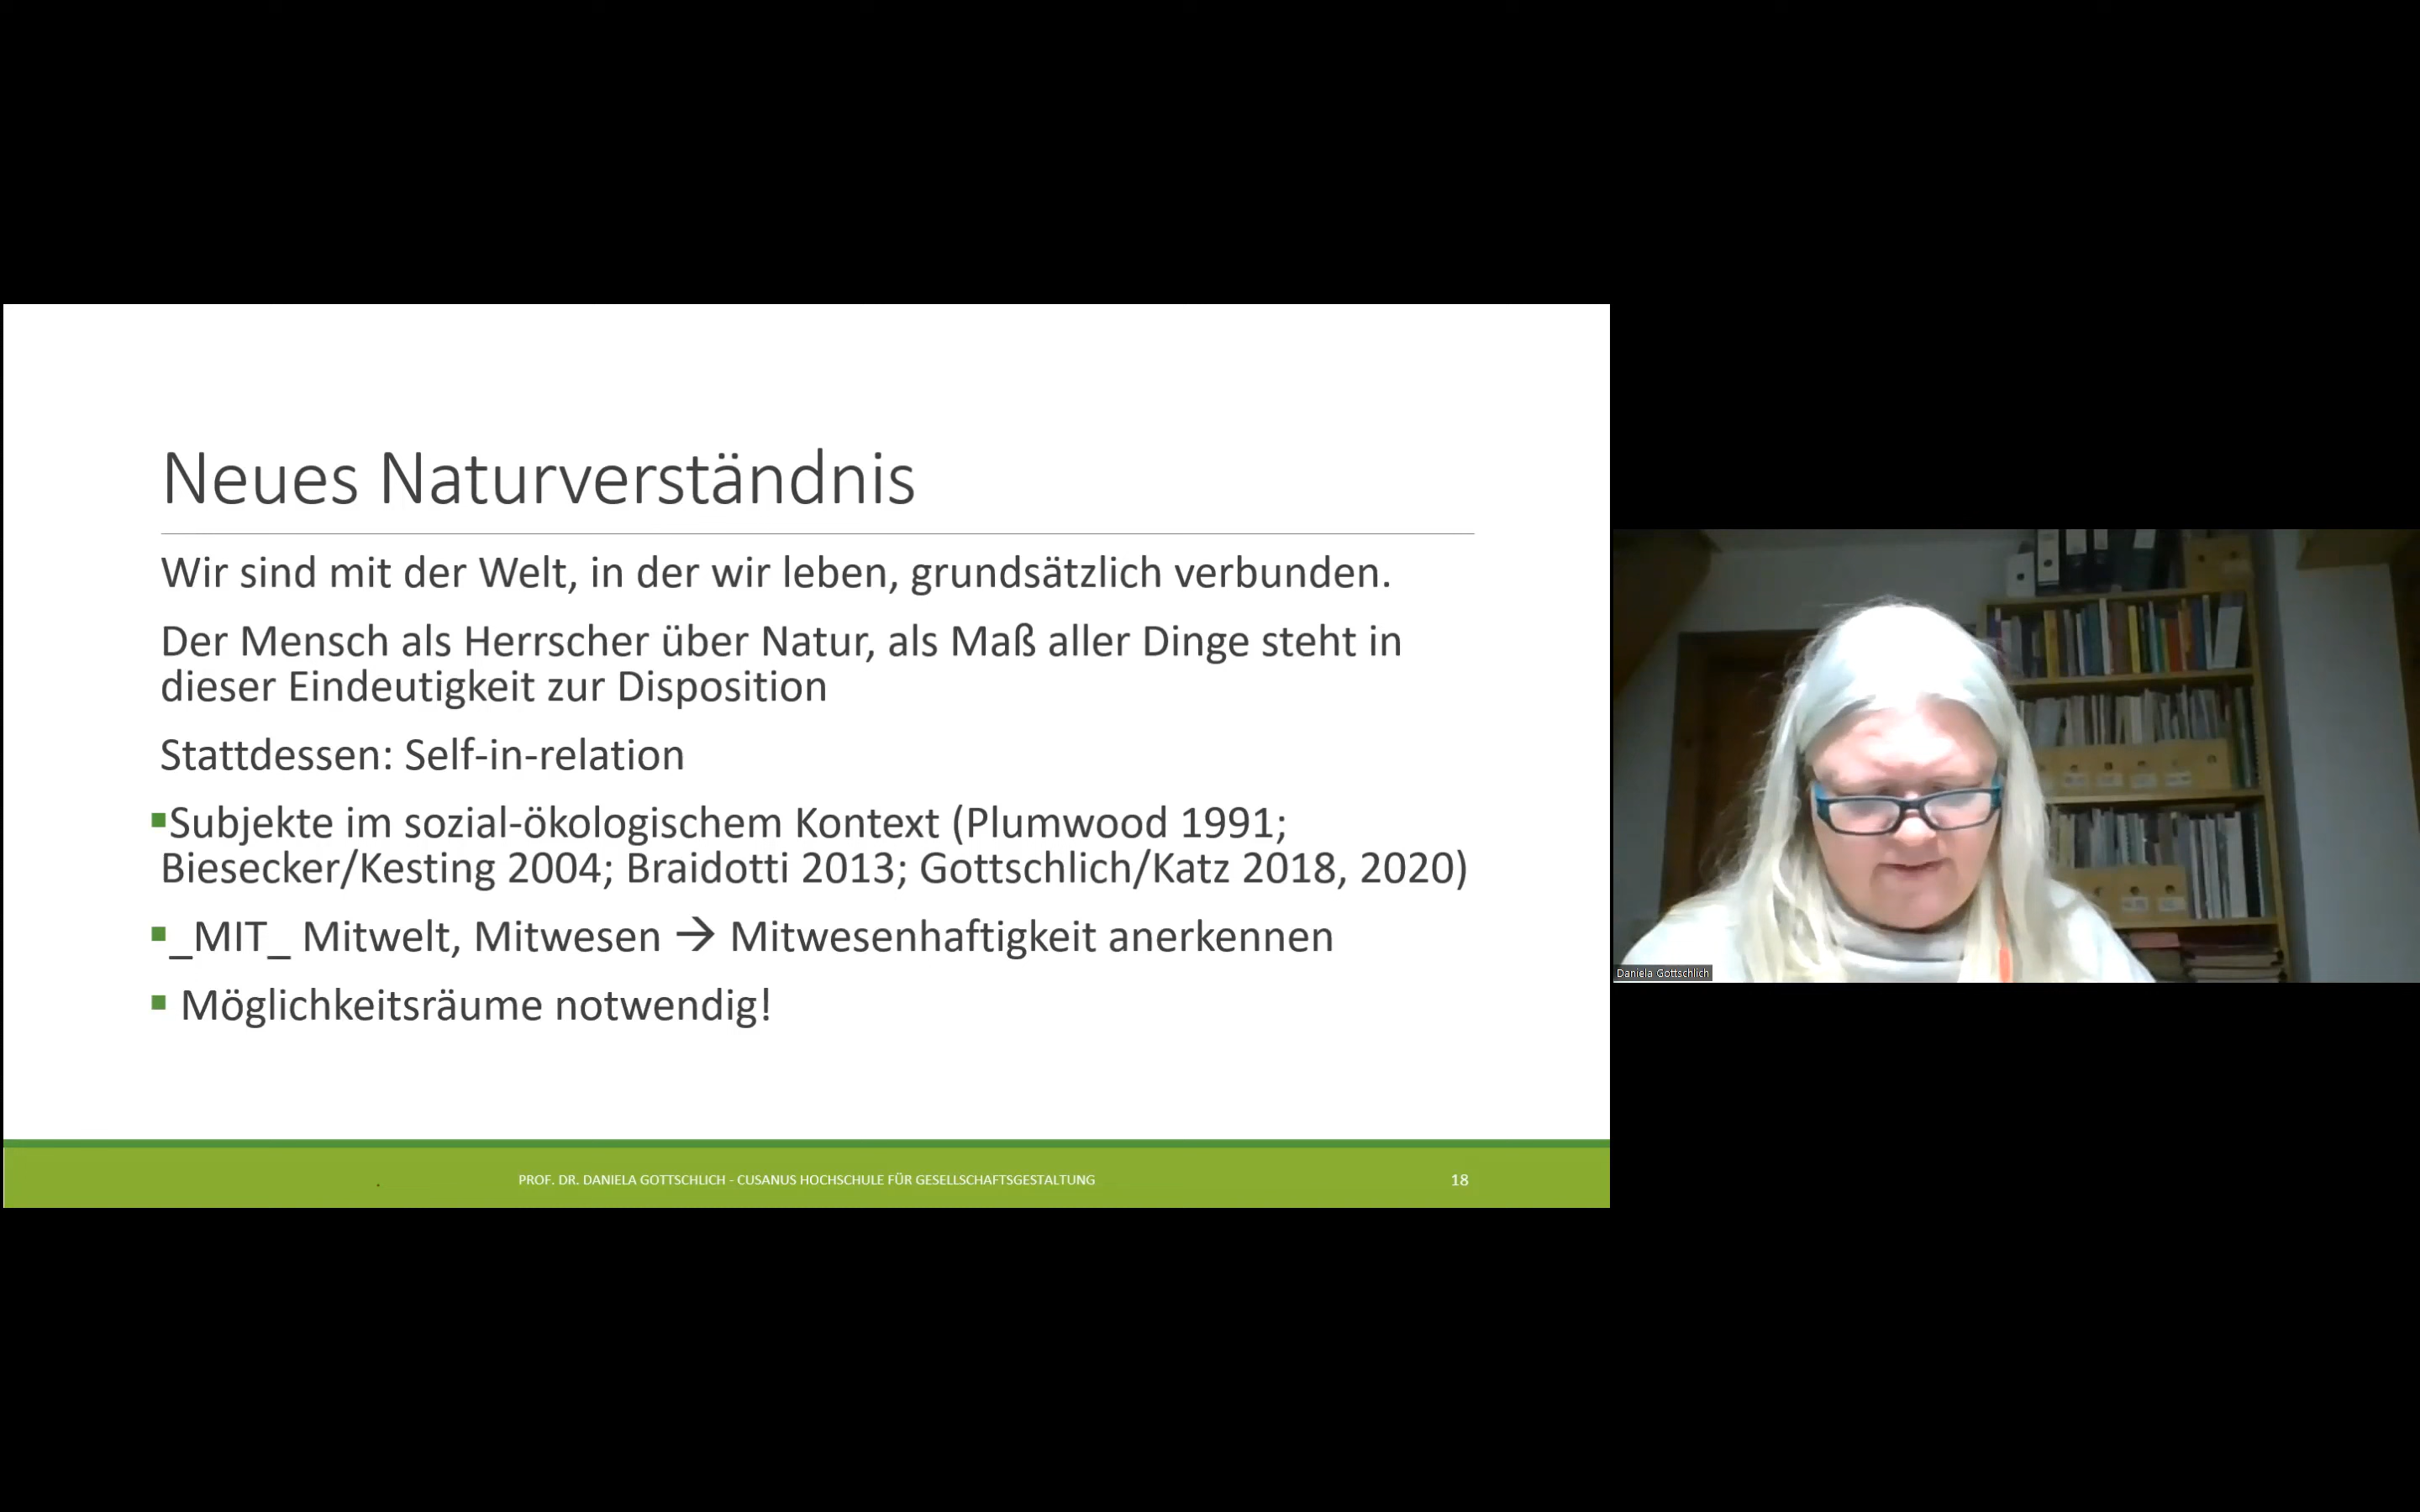 Neues Naturverständnis
Wir sind mit der Welt, in der wir leben, grundsätzlich verbunden.
Der Mensch als Herrscher über Natur, als Maß aller Dinge steht in
dieser Eindeutigkeit zur Disposition
Stattdessen: Self-in-relation
▪Subjekte im sozial-ökologischem Kontext (Plumwood 1991;
Biesecker/Kesting 2004; Braidotti 2013; Gottschlich/Katz 2018, 2020)
▪_MIT_ Mitwelt, Mitwesen → Mitwesenhaftigkeit anerkennen
▪ Möglichkeitsräume notwendig!
. PROF. DR. DANIELA GOTTSCHLICH - CUSANUS HOCHSCHULE FÜR GESELLSCHAFTSGESTALTUNG 18
Daniela Gottschlich